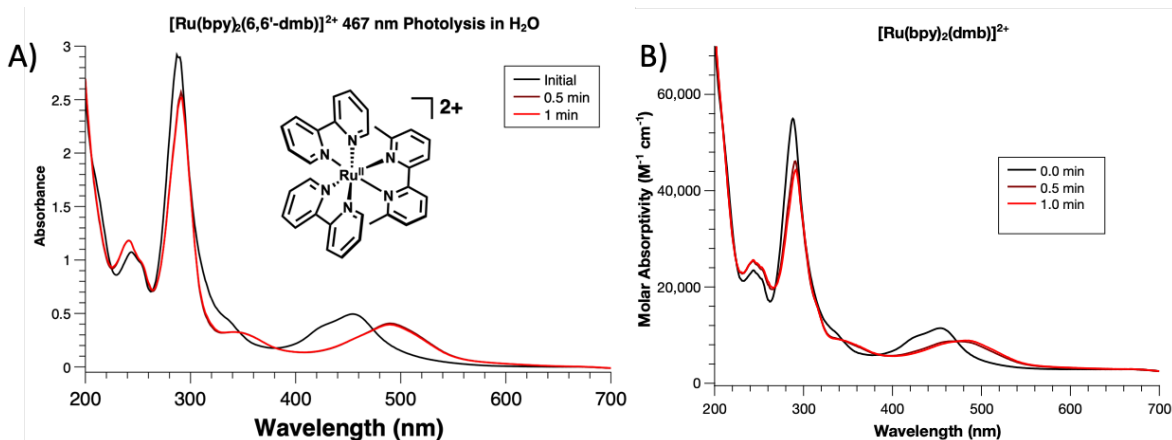 A)
[Ru(bpy)₂(6,6'-dmb)]²⁺ 467 nm Photolysis in H₂O
3
2.5
2
1.5
1
0.5
0
Absorbance
Initial
0.5 min
1 min
2+
N
N
N
N
N
N
Ruᴵᴵ
200
300
400
500
600
700
Wavelength (nm)
B)
[Ru(bpy)₂(dmb)]²⁺
60,000
40,000
20,000
0
Molar Absorptivity (M⁻¹ cm⁻¹)
0.0 min
0.5 min
1.0 min
200
300
400
500
600
700
Wavelength (nm)